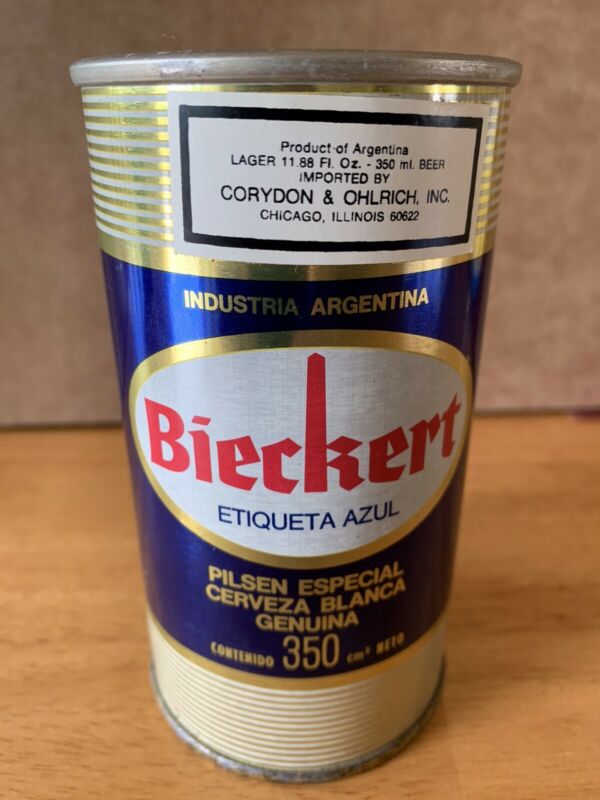 Product of Argentina
LAGER 11.88 Fl. Oz. - 350 ml. BEER
IMPORTED BY
CORYDON & OHLRICH, INC.
CHICAGO, ILLINOIS 60622
INDUSTRIA ARGENTINA
Bieckert
ETIQUETA AZUL
PILSEN ESPECIAL
CERVEZA BLANCA
GENUINA
CONTENIDO 350 cm³ NETO